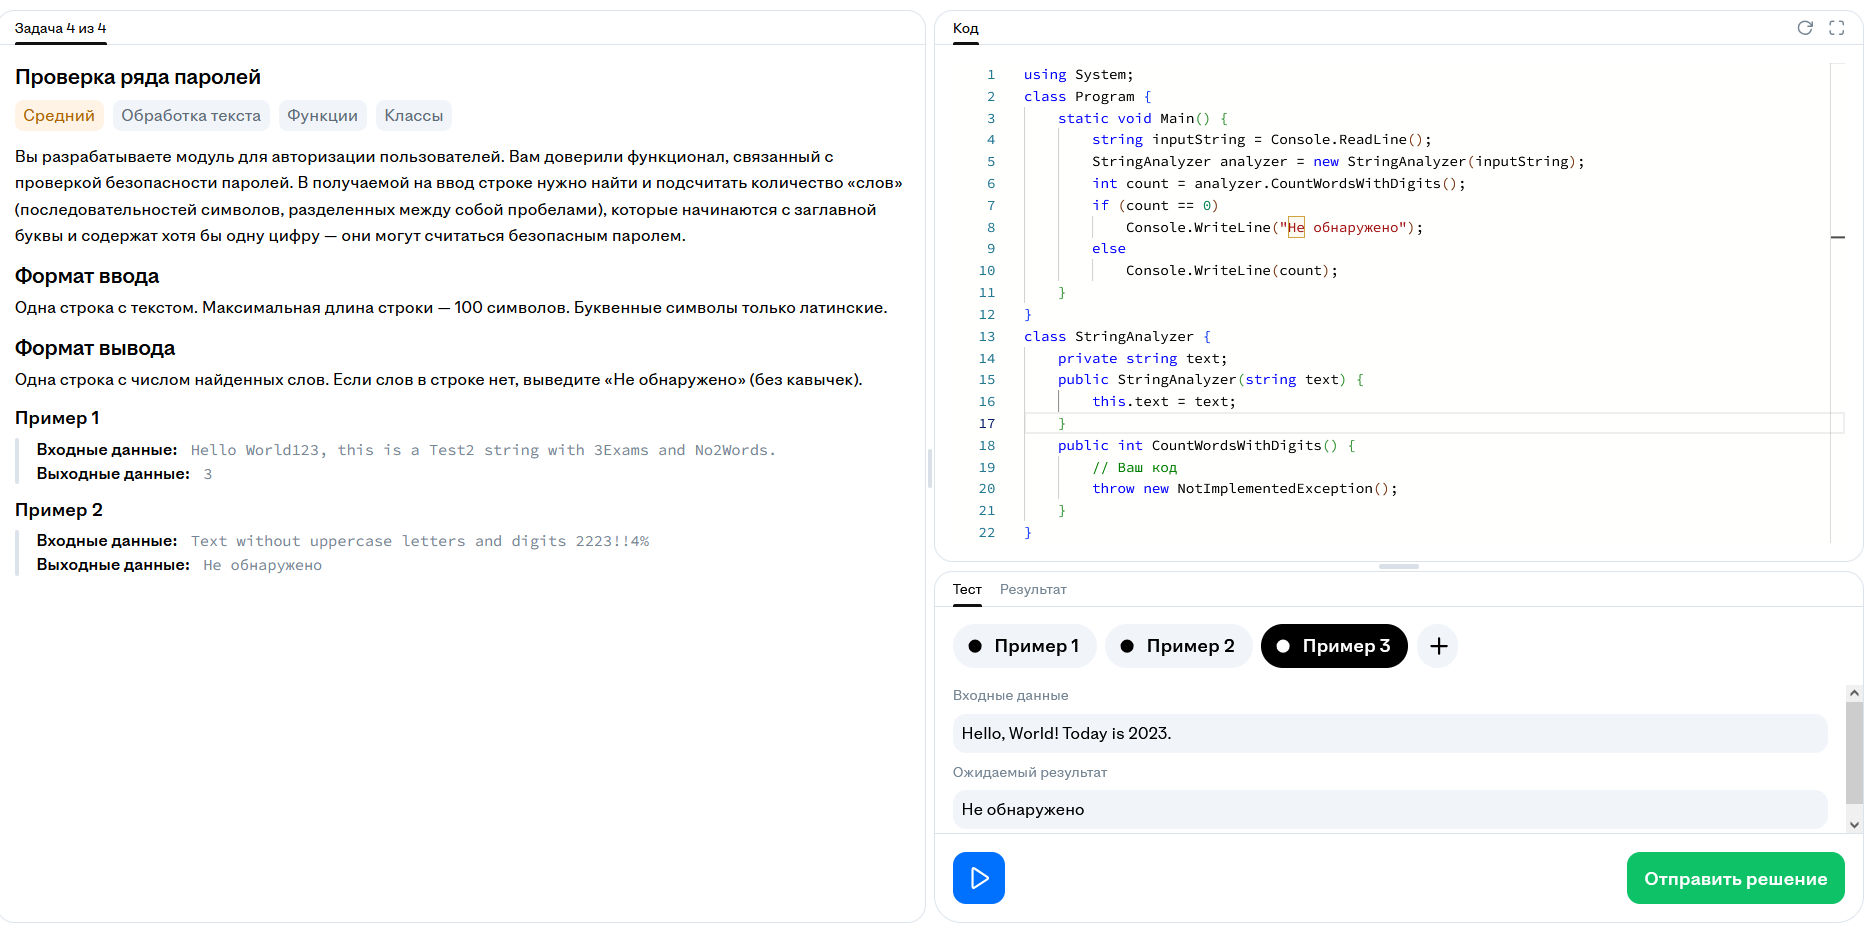 Задача 4 из 4
Проверка ряда паролей
Средний Обработка текста Функции Классы
Вы разрабатываете модуль для авторизации пользователей. Вам доверили функционал, связанный с
проверкой безопасности паролей. В получаемой на ввод строке нужно найти и подсчитать количество «слов»
(последовательностей символов, разделенных между собой пробелами), которые начинаются с заглавной
буквы и содержат хотя бы одну цифру — они могут считаться безопасным паролем.
Формат ввода
Одна строка с текстом. Максимальная длина строки — 100 символов. Буквенные символы только латинские.
Формат вывода
Одна строка с числом найденных слов. Если слов в строке нет, выведите «Не обнаружено» (без кавычек).
Пример 1
Входные данные: Hello World123, this is a Test2 string with 3Exams and No2Words.
Выходные данные: 3
Пример 2
Входные данные: Text without uppercase letters and digits 2223!!4%
Выходные данные: Не обнаружено
Код
1 using System;
2 class Program {
3 static void Main() {
4 string inputString = Console.ReadLine();
5 StringAnalyzer analyzer = new StringAnalyzer(inputString);
6 int count = analyzer.CountWordsWithDigits();
7 if (count == 0)
8 Console.WriteLine("Не обнаружено");
9 else
10 Console.WriteLine(count);
11 }
12 }
13 class StringAnalyzer {
14 private string text;
15 public StringAnalyzer(string text) {
16 this.text = text;
17 }
18 public int CountWordsWithDigits() {
19 // Ваш код
20 throw new NotImplementedException();
21 }
22 }
Тест Результат
Пример 1 Пример 2 Пример 3 +
Входные данные
Hello, World! Today is 2023.
Ожидаемый результат
Не обнаружено
Отправить решение